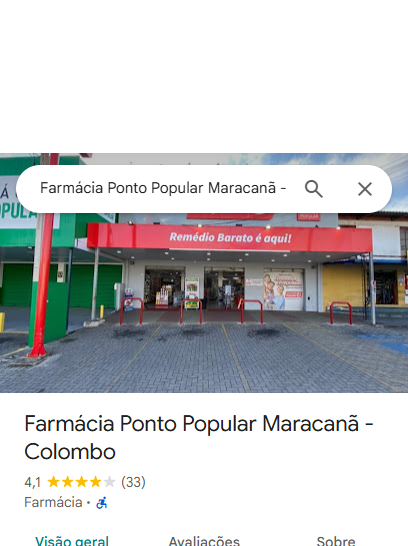 Farmácia Ponto Popular Maracanã -
Á
OPULA
Remédio Barato é aqui!
Farmácia Ponto Popular Maracanã -
Colombo
4,1 (33)
Farmácia ·
Visão geral
Avaliações
Sobre